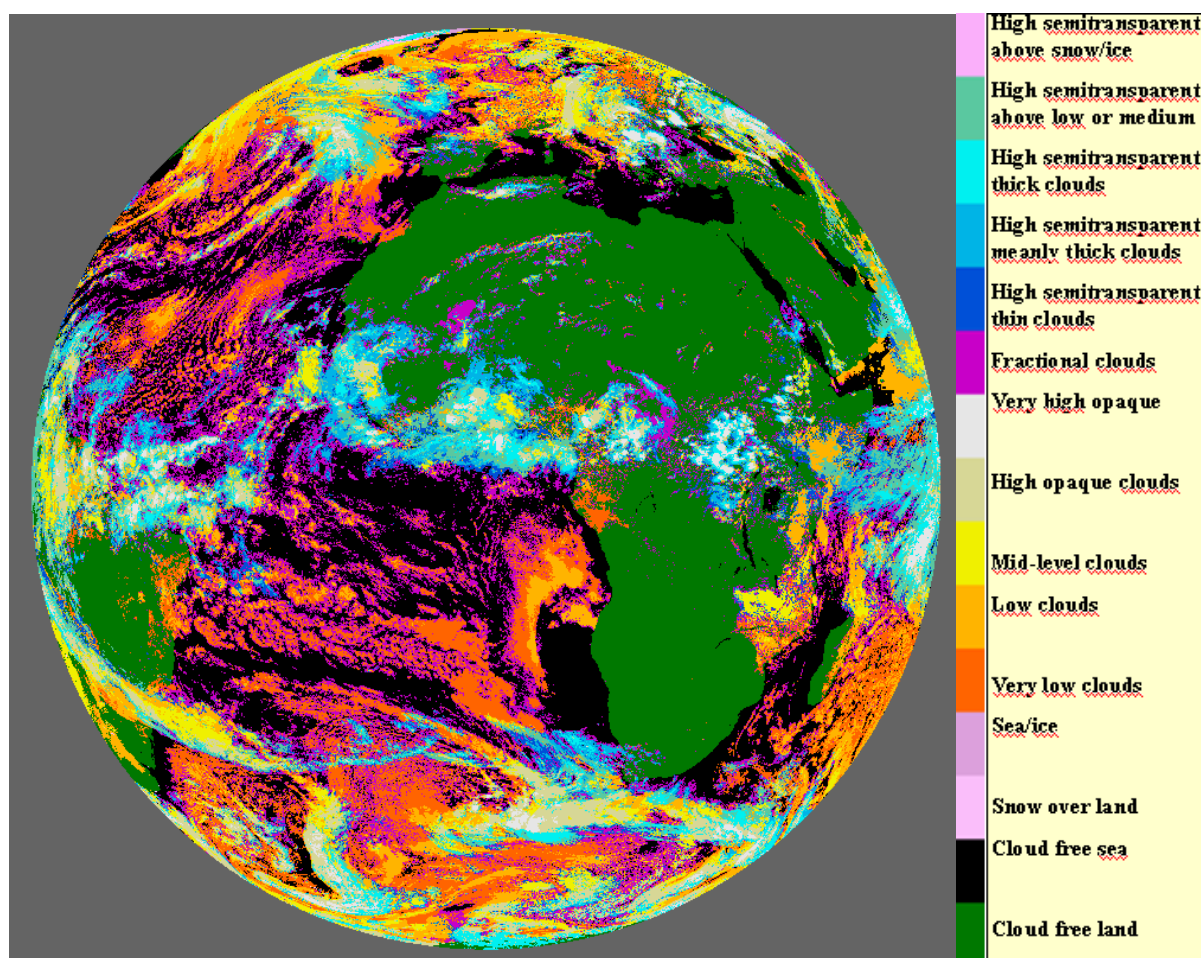 High semitransparent
above snow/ice
High semitransparent
above low or medium
High semitransparent
thick clouds
High semitransparent
meanly thick clouds
High semitransparent
thin clouds
Fractional clouds
Very high opaque
High opaque clouds
Mid-level clouds
Low clouds
Very low clouds
Sea/ice
Snow over land
Cloud free sea
Cloud free land